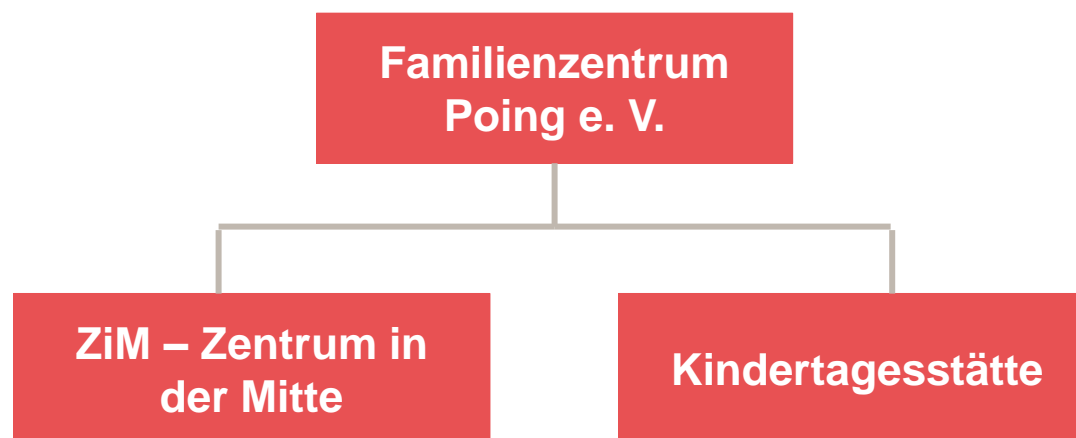 Familienzentrum
Poing e. V.
ZiM – Zentrum in
der Mitte
Kindertagesstätte